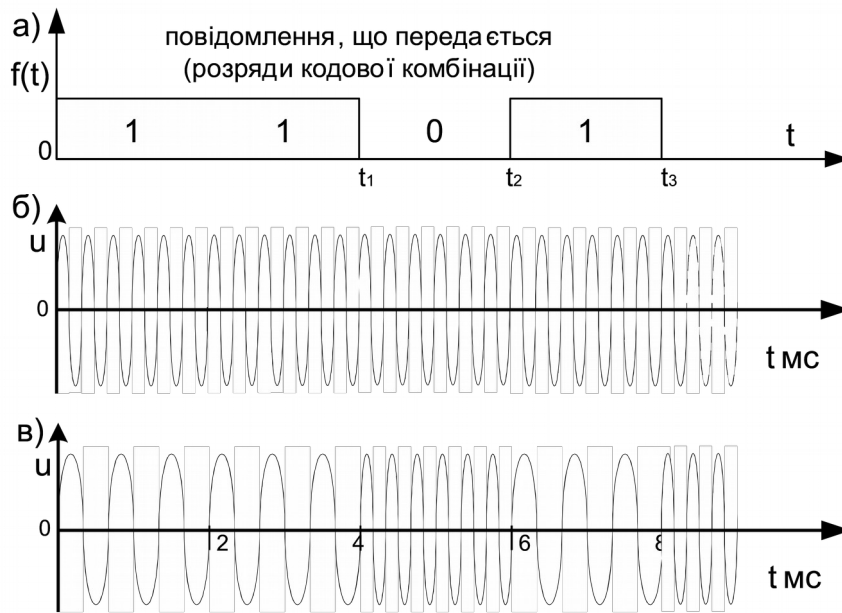 а)
повідомлення, що передається
(розряди кодової комбінації)
f(t)
1 1 0 1 t
0
t1 t2 t3
б)
u
0
t мс
в)
u
0
2 4 6 8
t мс